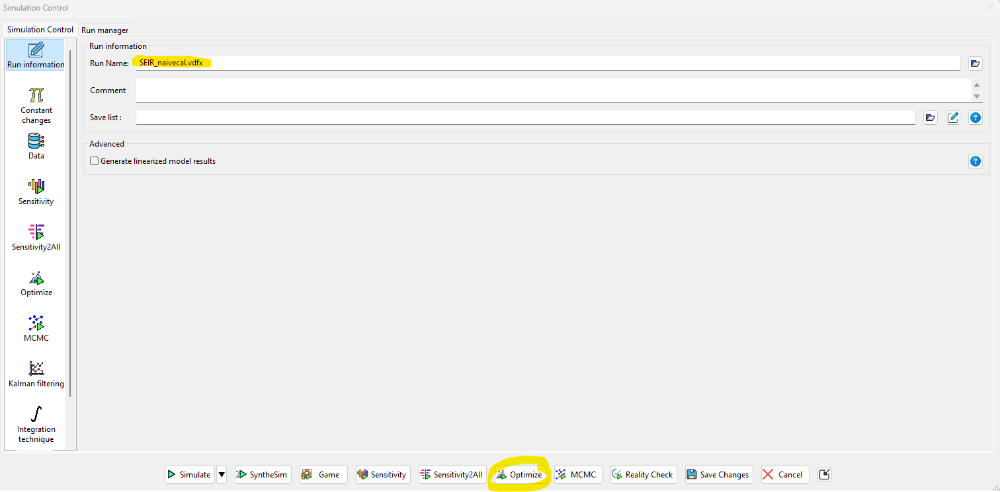 Simulation Control
Simulation Control
Run manager
Run information
Constant
changes
Data
Sensitivity
Sensitivity2All
Optimize
MCMC
Kalman filtering
Integration
technique
Run information
Run Name:
SEIR_naivecal.vdfx
Comment
Save list :
Advanced
Generate linearized model results
Simulate
SyntheSim
Game
Sensitivity
Sensitivity2All
Optimize
MCMC
Reality Check
Save Changes
Cancel